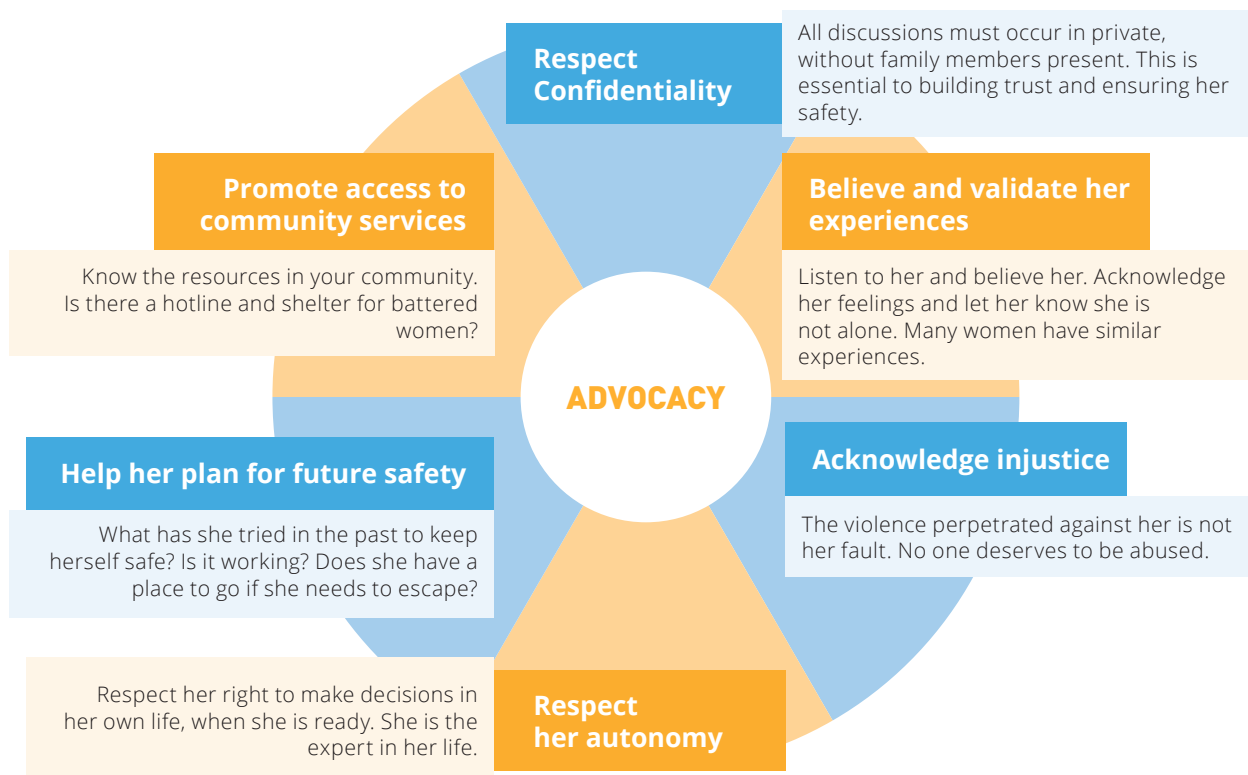 Respect
Confidentiality
All discussions must occur in private,
without family members present. This is
essential to building trust and ensuring her
safety.
Believe and validate her
experiences
Listen to her and believe her. Acknowledge
her feelings and let her know she is
not alone. Many women have similar
experiences.
Acknowledge injustice
The violence perpetrated against her is not
her fault. No one deserves to be abused.
Respect
her autonomy
Respect her right to make decisions in
her own life, when she is ready. She is the
expert in her life.
Help her plan for future safety
What has she tried in the past to keep
herself safe? Is it working? Does she have a
place to go if she needs to escape?
Promote access to
community services
Know the resources in your community.
Is there a hotline and shelter for battered
women?
ADVOCACY